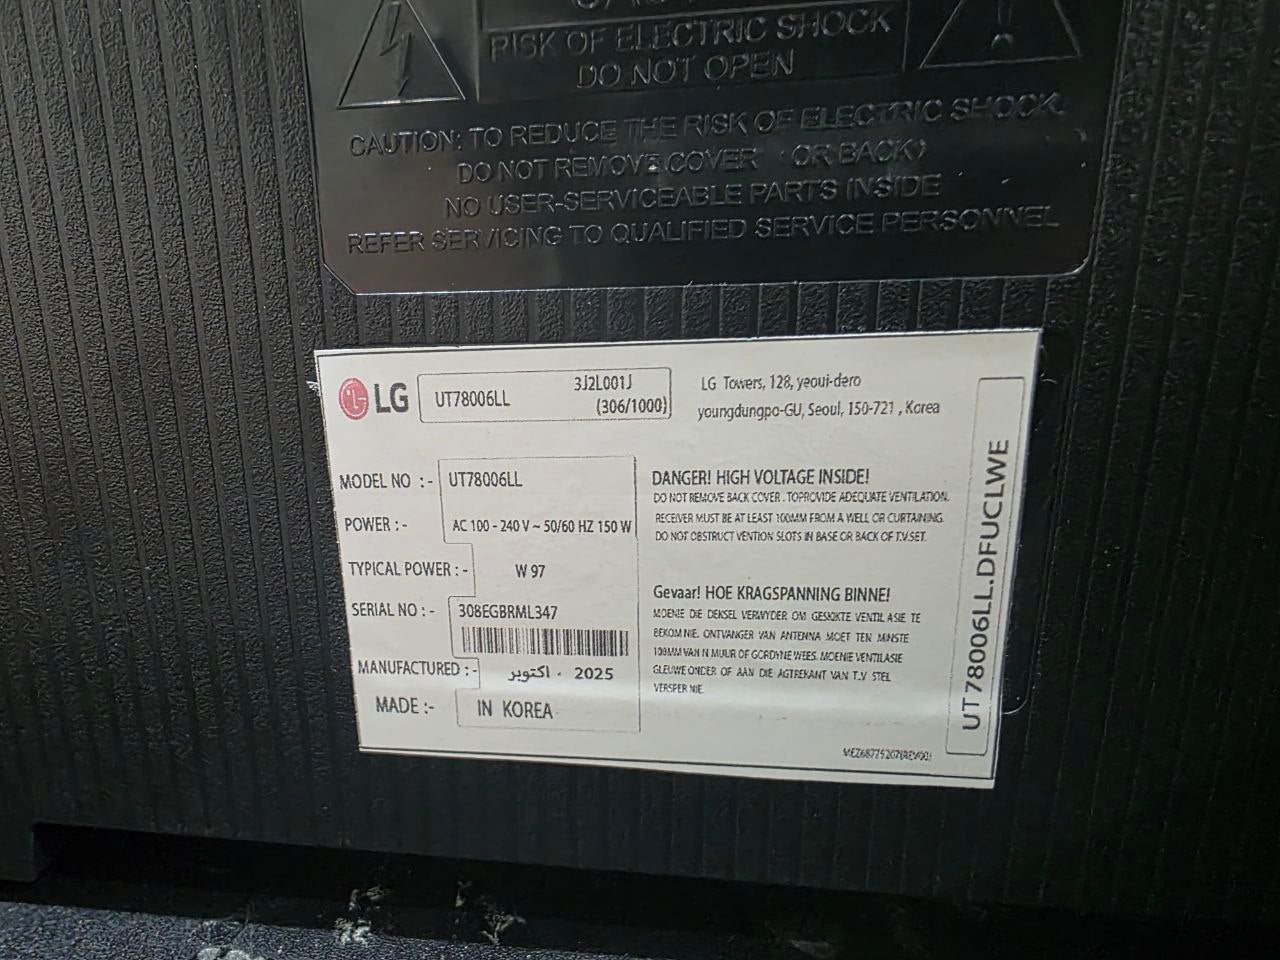 RISK OF ELECTRIC SHOCK
DO NOT OPEN
CAUTION: TO REDUCE THE RISK OF ELECTRIC SHOCK
DO NOT REMOVE COVER (OR BACK)
NO USER-SERVICEABLE PARTS INSIDE
REFER SERVICING TO QUALIFIED SERVICE PERSONNEL
LG
UT78006LL
3J2L001J
(306/1000)
LG Towers, 128, yeoui-dero
youngdungpo-GU, Seoul, 150-721 , Korea
MODEL NO :- UT78006LL
POWER :- AC 100 - 240 V ~ 50/60 HZ 150 W
TYPICAL POWER :- W 97
SERIAL NO :- 308EGBRML347
MANUFACTURED :- اكتوبر - 2025
MADE :- IN KOREA
DANGER! HIGH VOLTAGE INSIDE!
DO NOT REMOVE BACK COVER . TOPROVIDE ADEQUATE VENTILATION.
RECEIVER MUST BE AT LEAST 100MM FROM A WELL OR CURTAINING.
DO NOT OBSTRUCT VENTION SLOTS IN BASE OR BACK OF T.V SET.
Gevaar! HOE KRAGSPANNING BINNE!
MOENIE DIE DEKSEL VERWYDER OM GESKIKTE VENTIL ASIE TE
BEKOM NIE. ONTVANGER VAN ANTENNA MOET TEN MINSTE
100MM VAN N MUUR OF GORDYNE WEES. MOENIE VENTILASIE
GLEUWE ONDER OF AAN DIE AGTREKANT VAN T.V STEL
VERSPER NIE.
UT78006LL.DFUCLWE